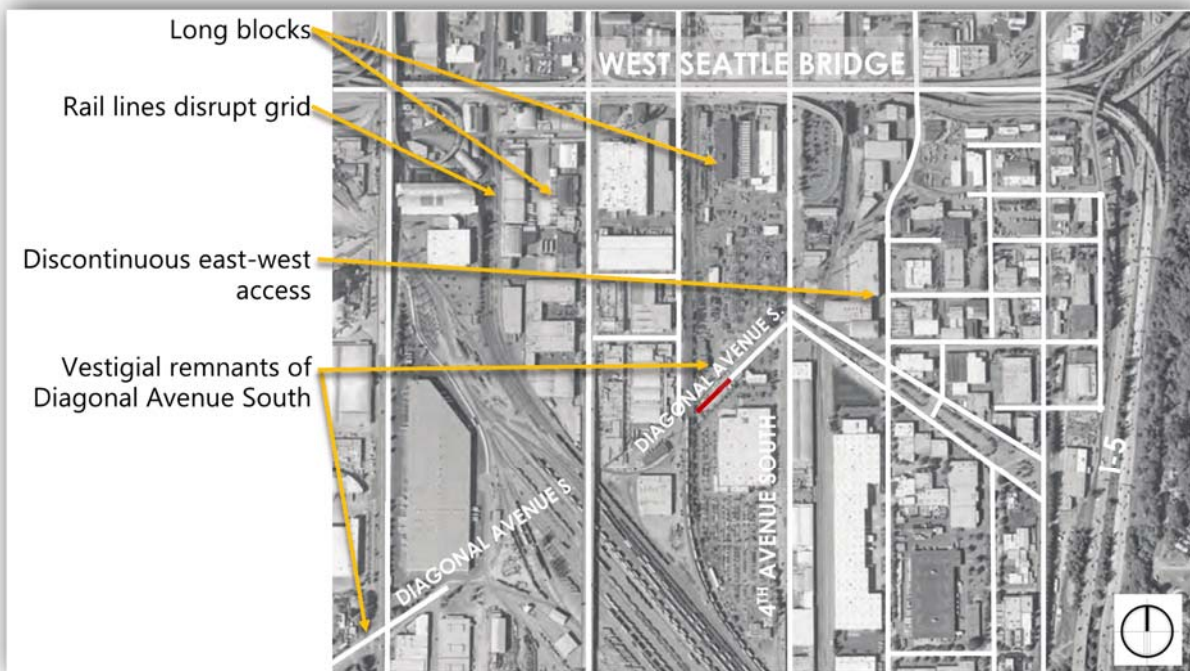 Long blocks
Rail lines disrupt grid
Discontinuous east-west
access
Vestigial remnants of
Diagonal Avenue South
WEST SEATTLE BRIDGE
DIAGONAL AVENUE S.
4TH AVENUE SOUTH
I-5
DIAGONAL AVENUE S